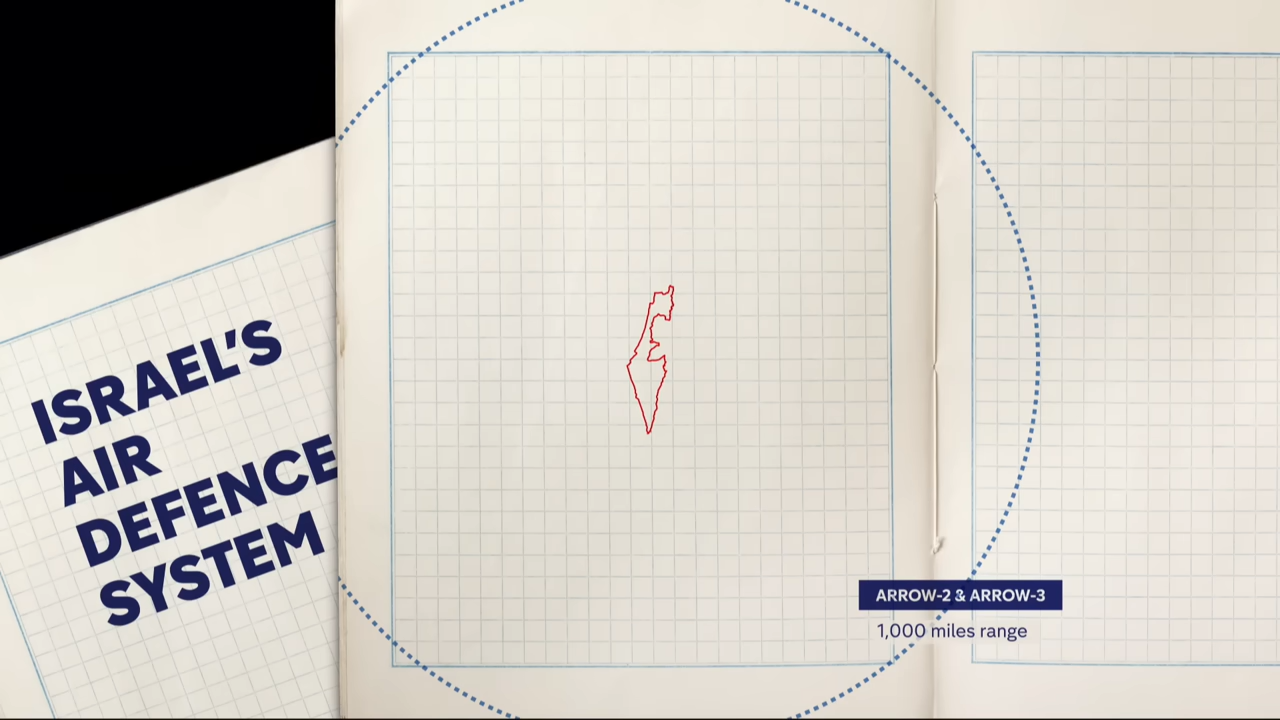 ISRAEL'S
AIR
DEFENCE
SYSTEM
ARROW-2 & ARROW-3
1,000 miles range